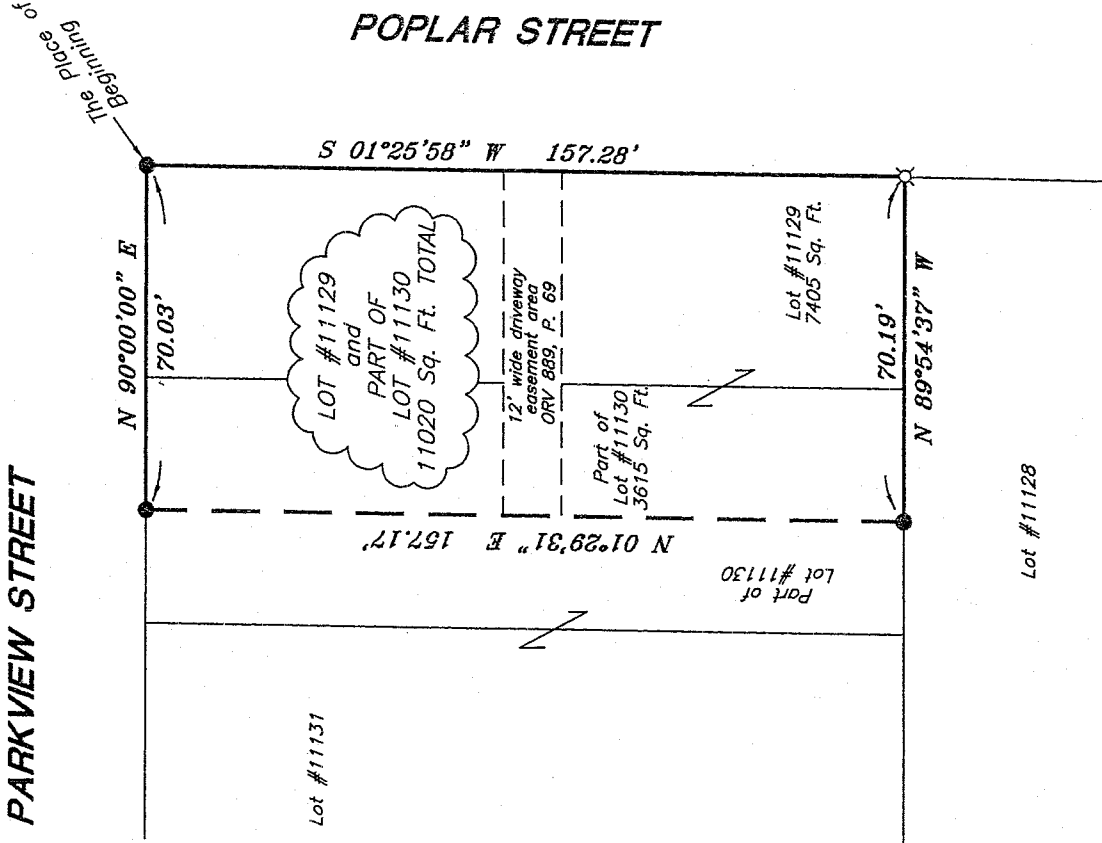 POPLAR STREET
The Place of
Begining
S 01°25'58" W 157.28'
N 90°00'00" E
70.03'
LOT #11129
and
PART OF
LOT #11130
11020 Sq. Ft. TOTAL
12' wide driveway
easement area
ORV 889, P. 69
Lot #11129
7405 Sq. Ft.
70.19'
N 89°54'37" W
Part of
Lot #11130
3615 Sq. Ft.
N 01°29'31" E 157.17'
Part of
Lot #11130
Lot #11128
Lot #11131
PARKVIEW STREET